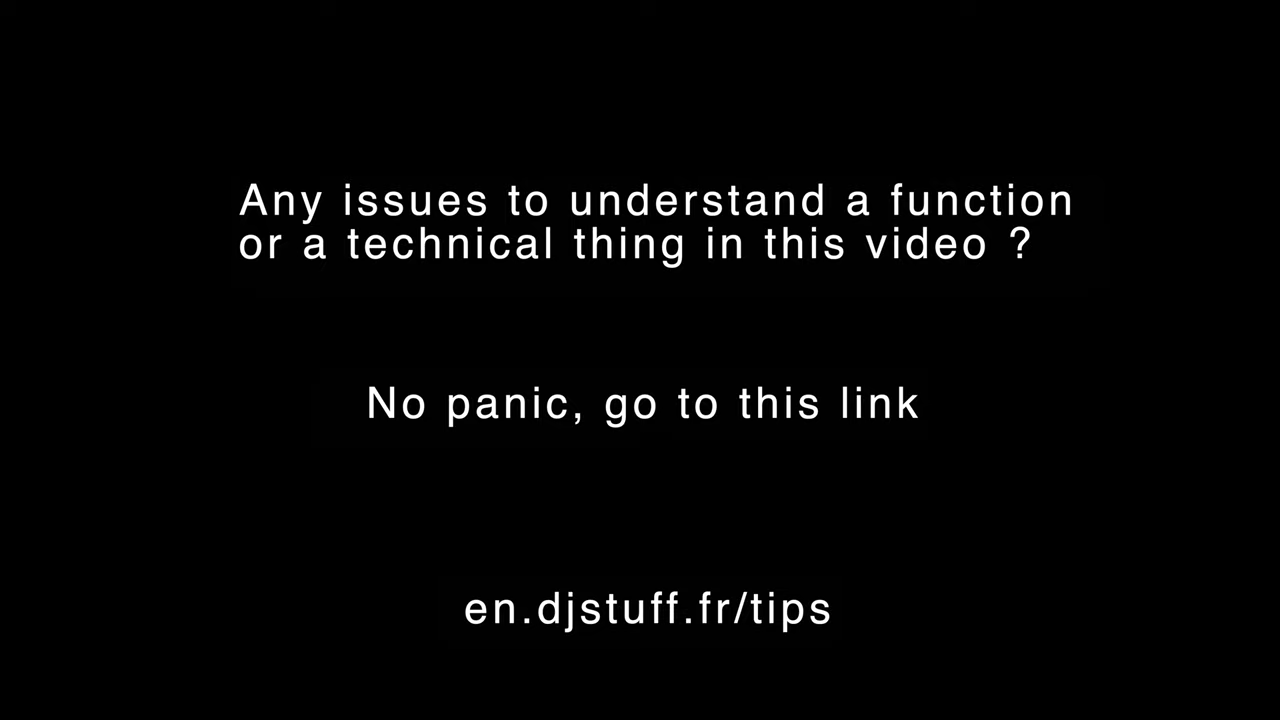 Any issues to understand a function
or a technical thing in this video ?
No panic, go to this link
en.djstuff.fr/tips